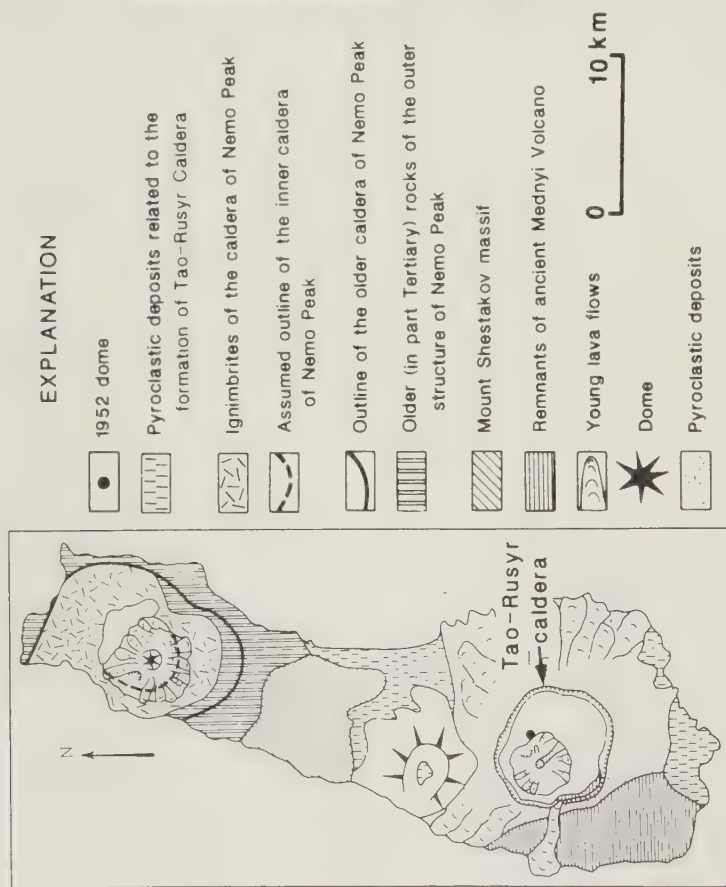 EXPLANATION
1952 dome
Pyroclastic deposits related to the
formation of Tao-Rusyr Caldera
Ignimbrites of the caldera of Nemo Peak
Assumed outline of the inner caldera
of Nemo Peak
Outline of the older caldera of Nemo Peak
Older (in part Tertiary) rocks of the outer
structure of Nemo Peak
Mount Shestakov massif
Remnants of ancient Mednyi Volcano
Young lava flows
Dome
Pyroclastic deposits
0 10 km
N
Tao-Rusyr
caldera